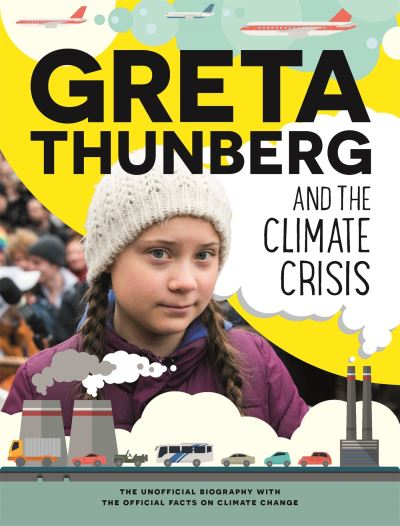 GRETA
THUNBERG
AND THE
CLIMATE
CRISIS
THE UNOFFICIAL BIOGRAPHY WITH
THE OFFICIAL FACTS ON CLIMATE CHANGE